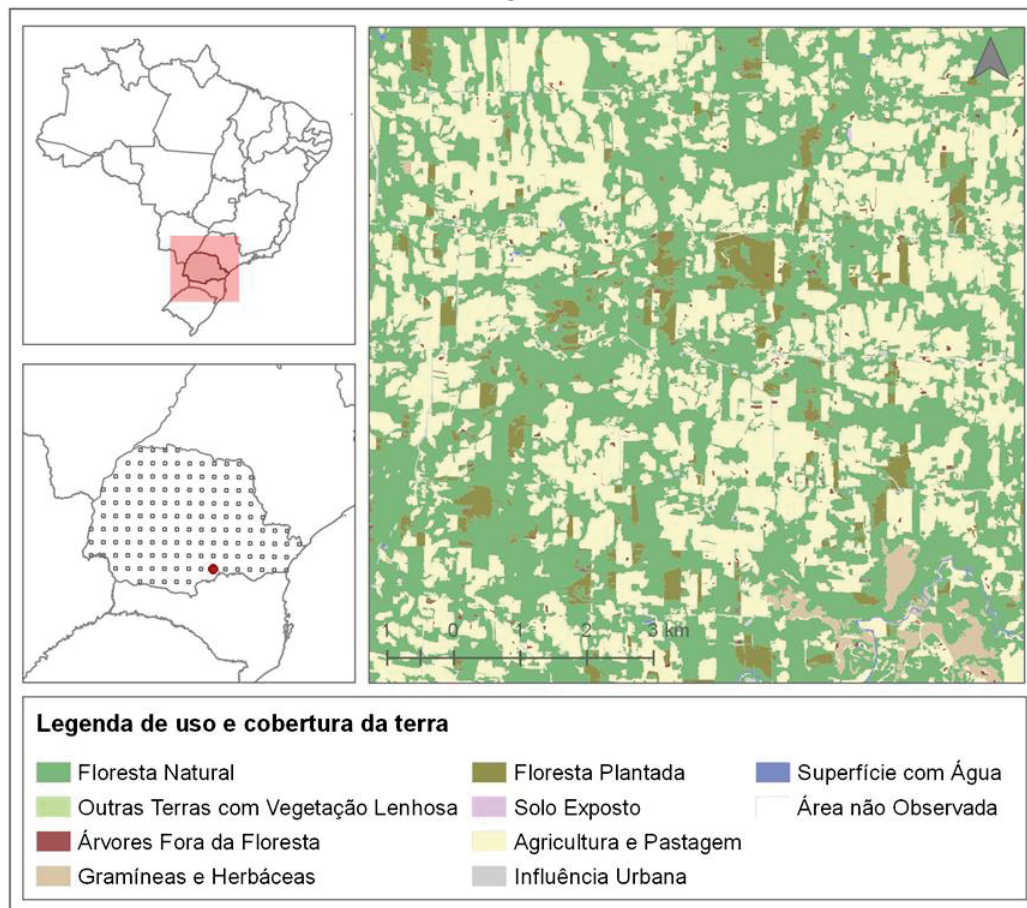 1 0 1 2 3 km
Legenda de uso e cobertura da terra
Floresta Natural
Outras Terras com Vegetação Lenhosa
Árvores Fora da Floresta
Gramíneas e Herbáceas
Floresta Plantada
Solo Exposto
Agricultura e Pastagem
Influência Urbana
Superfície com Água
Área não Observada